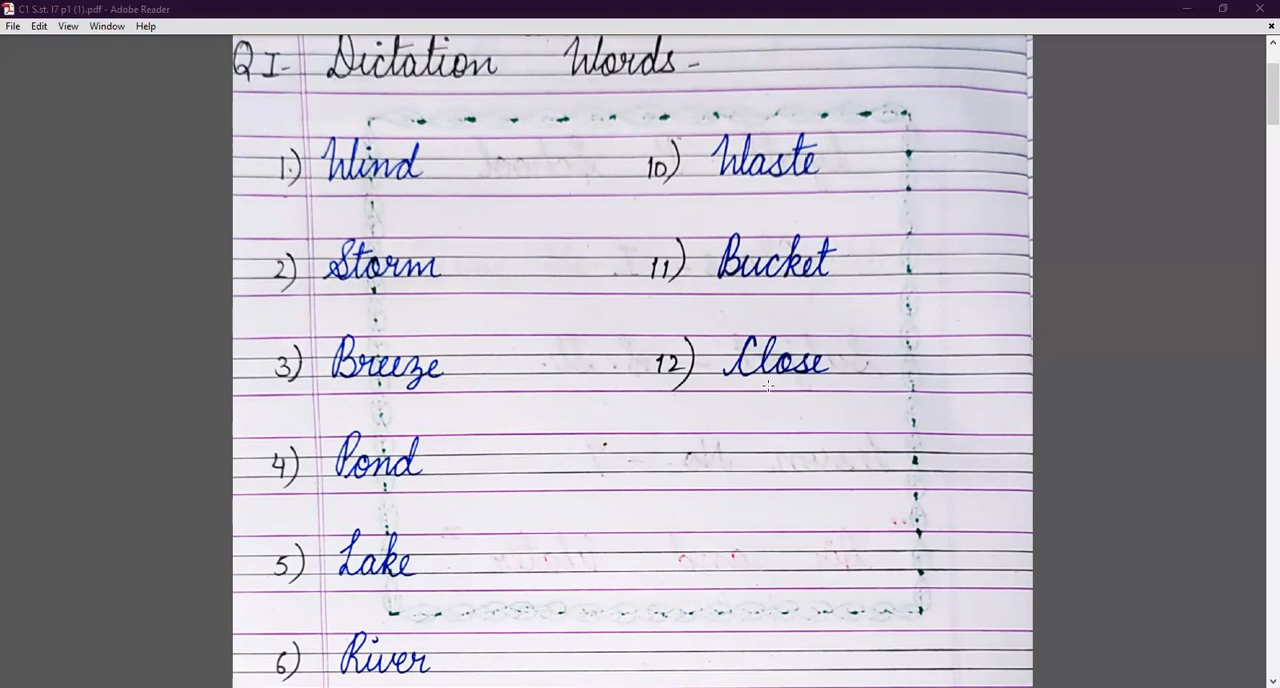 C1 S.st. l7 p1 (1).pdf - Adobe Reader
File Edit View Window Help
Q I- Dictation Words-
1) Wind 10) Waste
2) Storm 11) Bucket
3) Breeze 12) Close
4) Pond
5) Lake
6) River